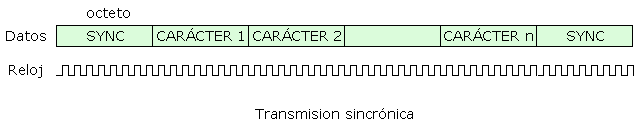 octeto
Datos SYNC CARÁCTER 1 CARÁCTER 2 CARÁCTER n SYNC
Reloj
Transmision sincrónica